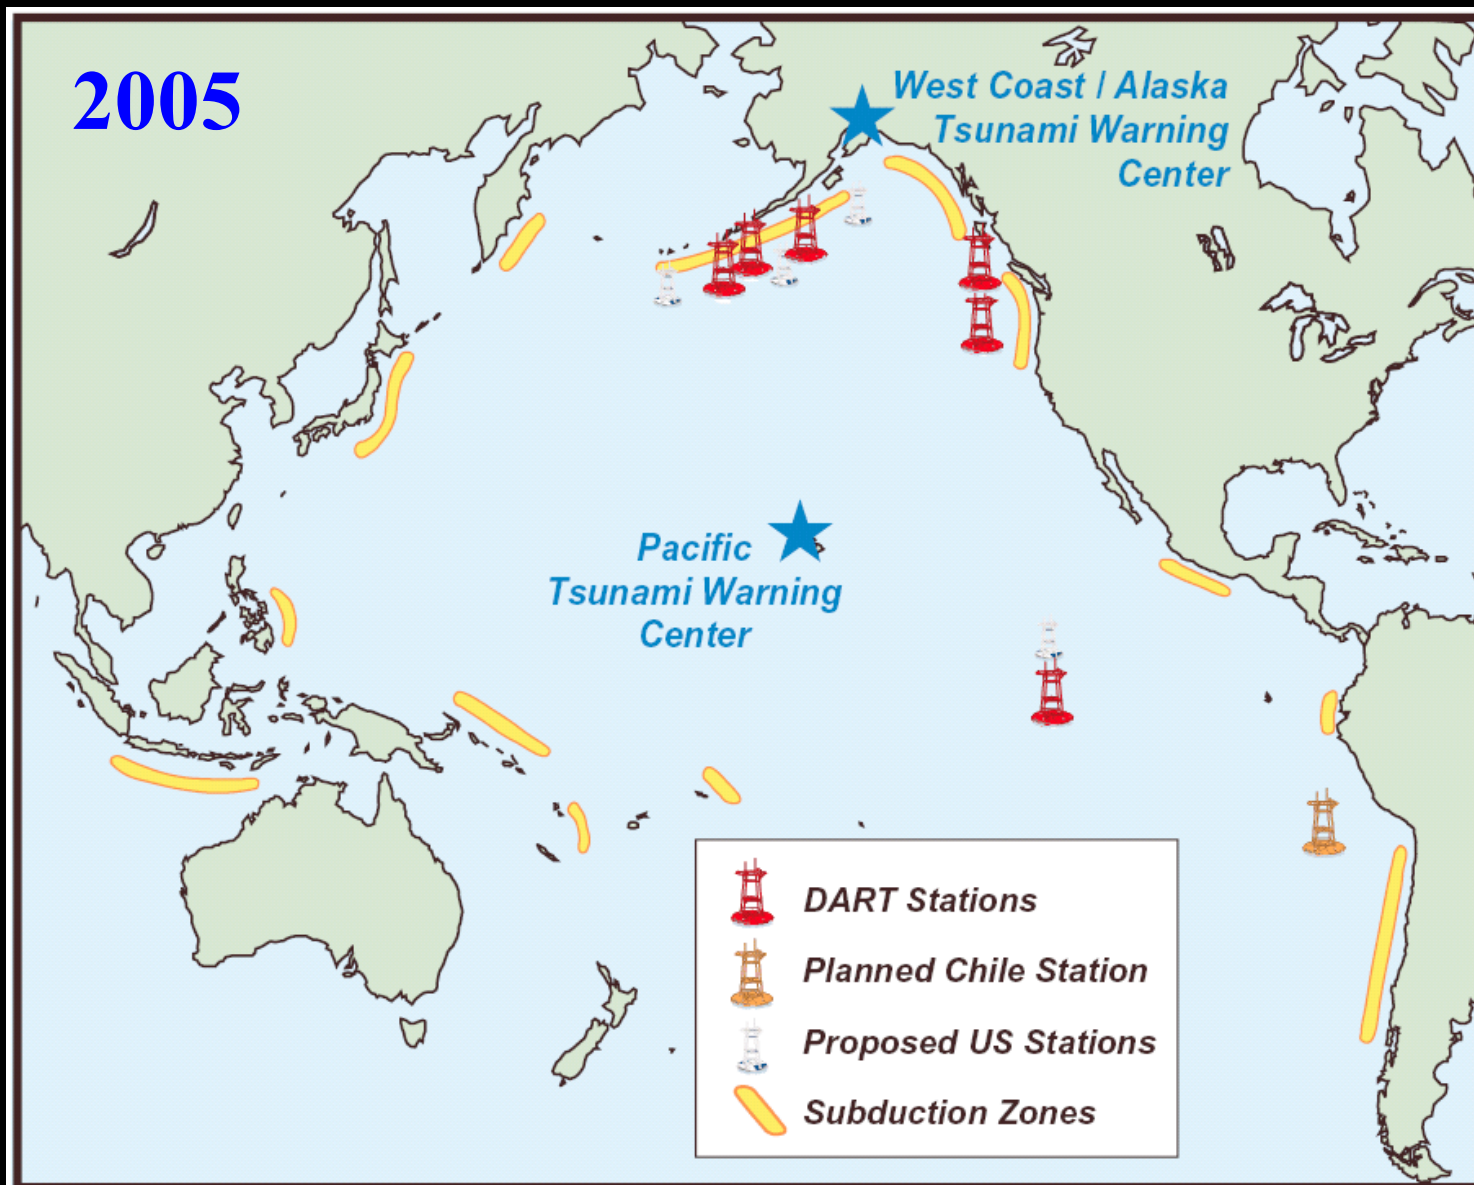 2005
West Coast / Alaska
Tsunami Warning
Center
Pacific
Tsunami Warning
Center
DART Stations
Planned Chile Station
Proposed US Stations
Subduction Zones